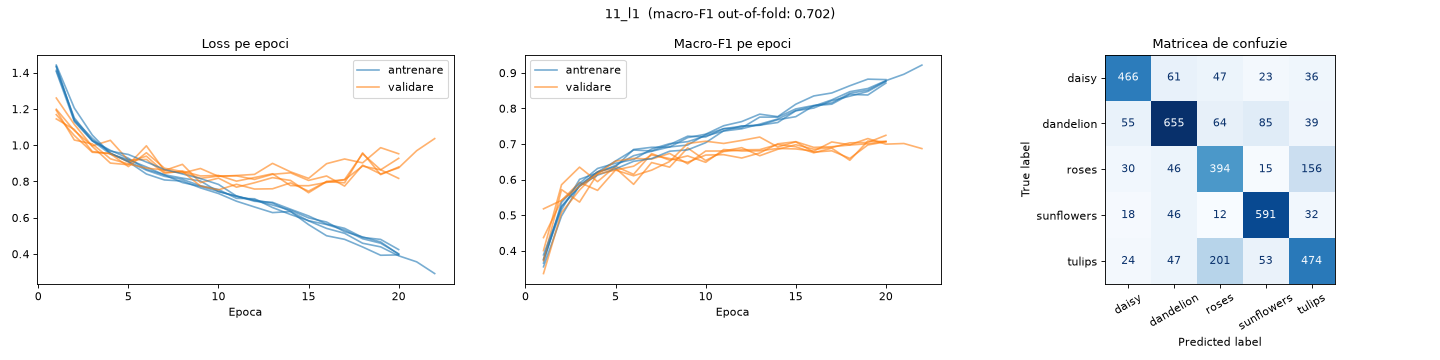 11_l1  (macro-F1 out-of-fold: 0.702)
Loss pe epoci
1.4
1.2
1.0
0.8
0.6
0.4
antrenare
validare
0
5
10
15
20
Epoca
Macro-F1 pe epoci
0.9
0.8
0.7
0.6
0.5
0.4
antrenare
validare
0
5
10
15
20
Epoca
Matricea de confuzie
True label
daisy 466 61 47 23 36
dandelion 55 655 64 85 39
roses 30 46 394 15 156
sunflowers 18 46 12 591 32
tulips 24 47 201 53 474
daisy dandelion roses sunflowers tulips
Predicted label